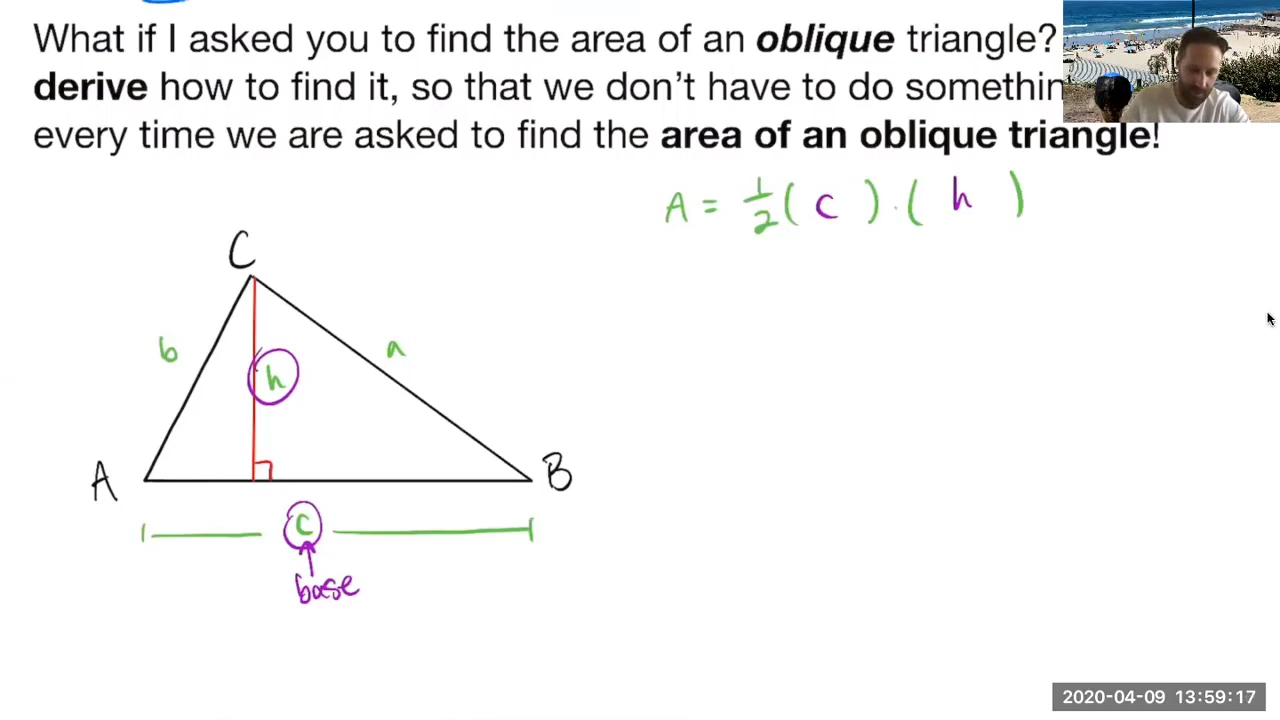 What if I asked you to find the area of an oblique triangle?
derive how to find it, so that we don't have to do somethin
every time we are asked to find the area of an oblique triangle!
A = 1/2 ( c ) · ( h )
C
b
a
h
A
B
c
base
2020-04-09 13:59:17